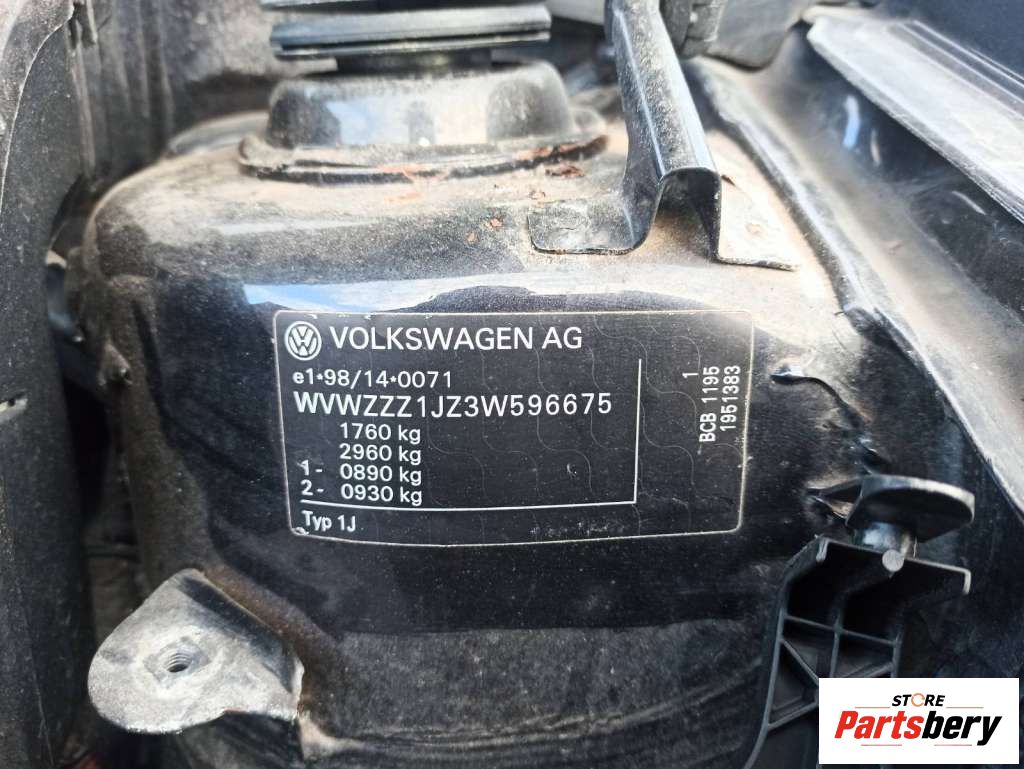 VOLKSWAGEN AG
e1•98/14•0071
WVWZZZ1JZ3W596675
1760 kg
2960 kg
1- 0890 kg
2- 0930 kg
Typ 1J
1
BCB 1195
1951383
STORE
Partsbery